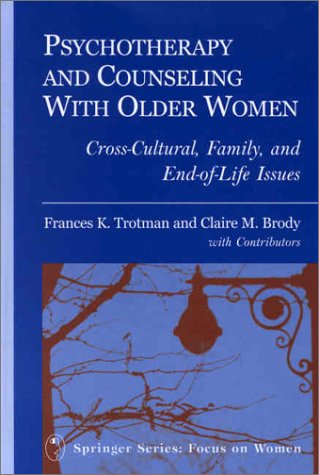 PSYCHOTHERAPY
AND COUNSELING
WITH OLDER WOMEN
Cross-Cultural, Family, and
End-of-Life Issues
Frances K. Trotman and Claire M. Brody
with Contributors
Springer Series: Focus on Women